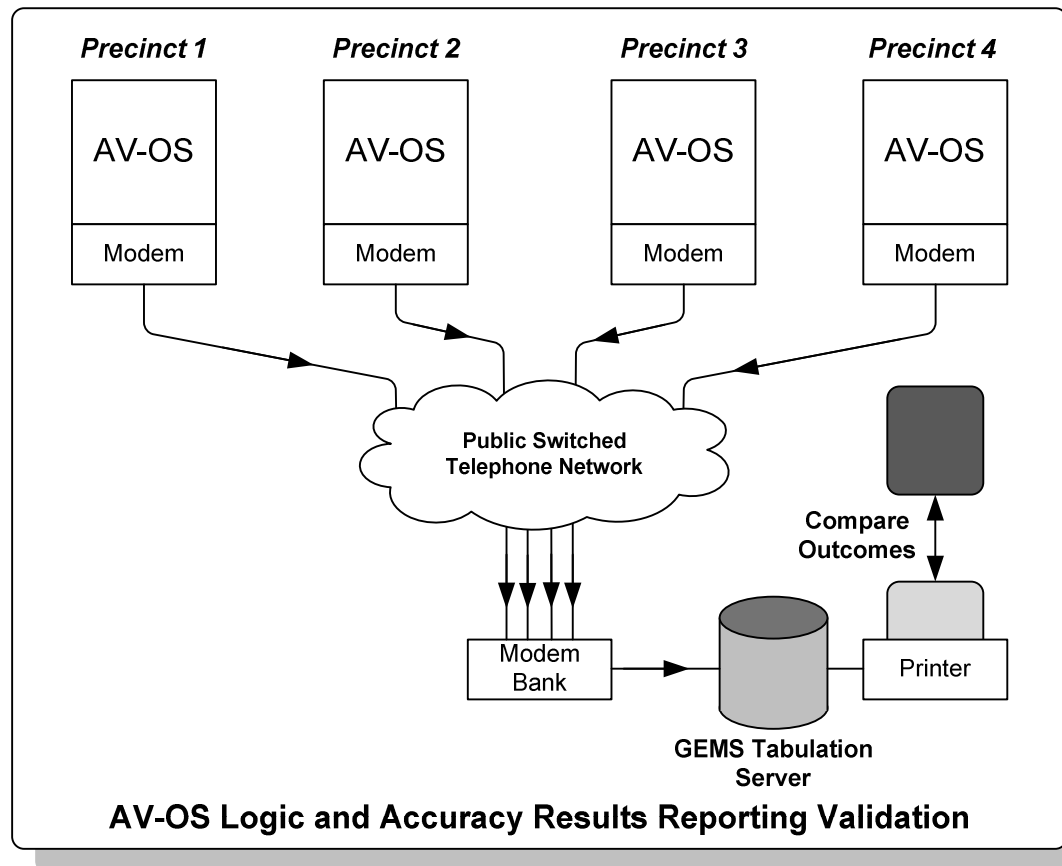 Precinct 1
Precinct 2
Precinct 3
Precinct 4
AV-OS
AV-OS
AV-OS
AV-OS
Modem
Modem
Modem
Modem
Public Switched
Telephone Network
Compare
Outcomes
Modem
Bank
Printer
GEMS Tabulation
Server
AV-OS Logic and Accuracy Results Reporting Validation